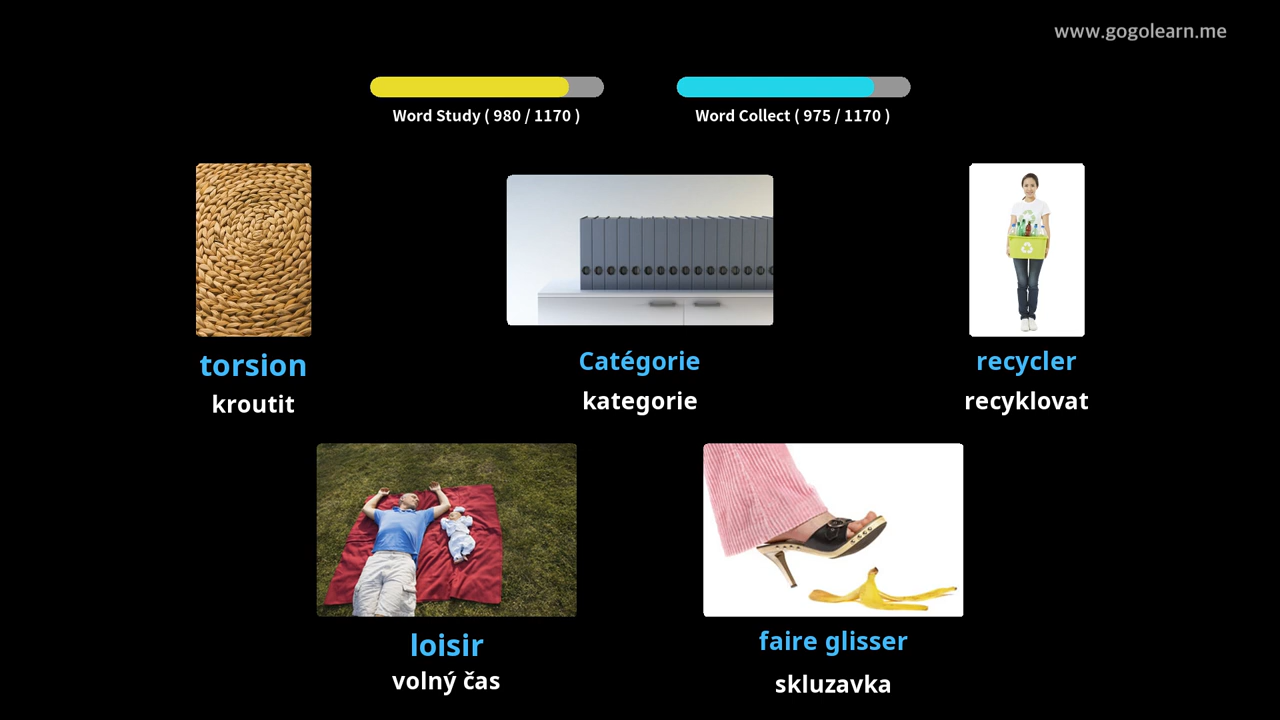 www.gogolearn.me
Word Study ( 980 / 1170 )
Word Collect ( 975 / 1170 )
torsion
kroutit
Catégorie
kategorie
recycler
recyklovat
loisir
volný čas
faire glisser
skluzavka